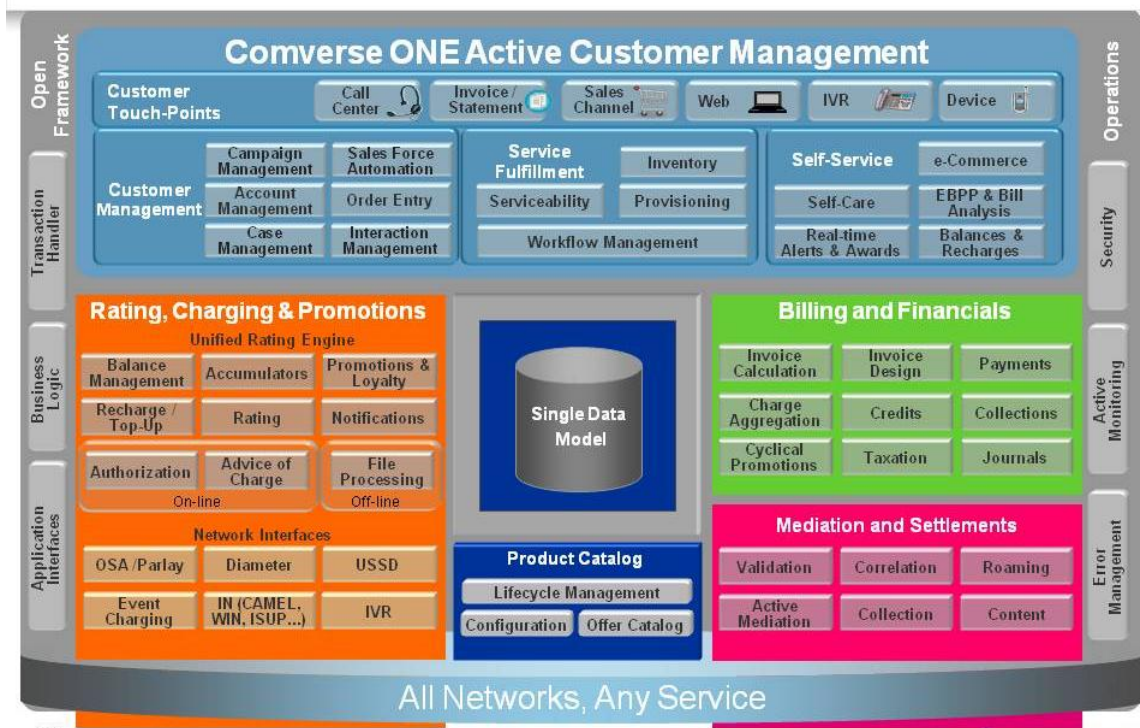 Open
Framework
Comverse ONE Active Customer Management
Operations
Customer
Touch-Points
Call
Center
Invoice /
Statement
Sales
Channel
Web
IVR
Device
Customer
Management
Campaign
Management
Sales Force
Automation
Account
Management
Order Entry
Case
Management
Interaction
Management
Service
Fulfillment
Inventory
Serviceability
Provisioning
Workflow Management
Self-Service
e-Commerce
Self-Care
EBPP & Bill
Analysis
Real-time
Alerts & Awards
Balances &
Recharges
Transaction
Handler
Business
Logic
Application
Interfaces
Security
Active
Monitoring
Error
Management
Rating, Charging & Promotions
Unified Rating Engine
Balance
Management
Accumulators
Promotions &
Loyalty
Recharge /
Top-Up
Rating
Notifications
Authorization
Advice of
Charge
File
Processing
On-line
Off-line
Network Interfaces
OSA /Parlay
Diameter
USSD
Event
Charging
IN (CAMEL,
WIN, ISUP...)
IVR
Single Data
Model
Product Catalog
Lifecycle Management
Configuration
Offer Catalog
Billing and Financials
Invoice
Calculation
Invoice
Design
Payments
Charge
Aggregation
Credits
Collections
Cyclical
Promotions
Taxation
Journals
Mediation and Settlements
Validation
Correlation
Roaming
Active
Mediation
Collection
Content
All Networks, Any Service